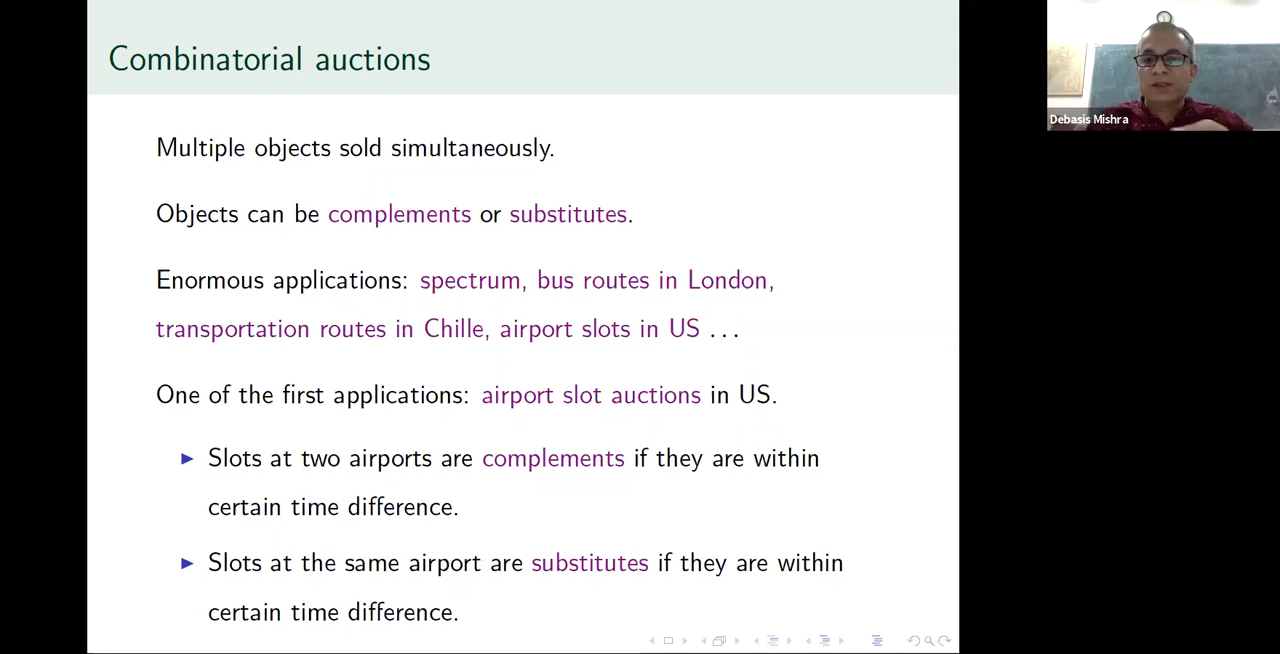 Combinatorial auctions
Debasis Mishra
Multiple objects sold simultaneously.
Objects can be complements or substitutes.
Enormous applications: spectrum, bus routes in London,
transportation routes in Chille, airport slots in US ...
One of the first applications: airport slot auctions in US.
▶ Slots at two airports are complements if they are within
certain time difference.
▶ Slots at the same airport are substitutes if they are within
certain time difference.